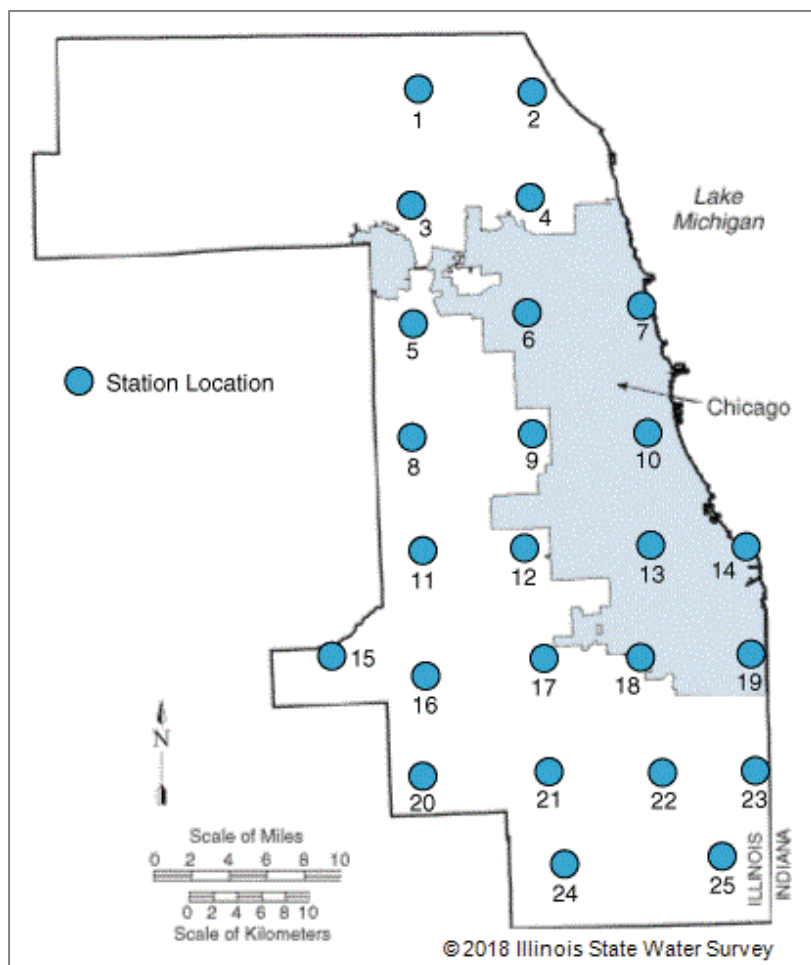 1
2
3
4
Lake
Michigan
5
6
7
Station Location
Chicago
8
9
10
11
12
13
14
15
16
17
18
19
N
20
21
22
23
Scale of Miles
0 2 4 6 8 10
0 2 4 6 8 10
Scale of Kilometers
24
25
ILLINOIS
INDIANA
©2018 Illinois State Water Survey